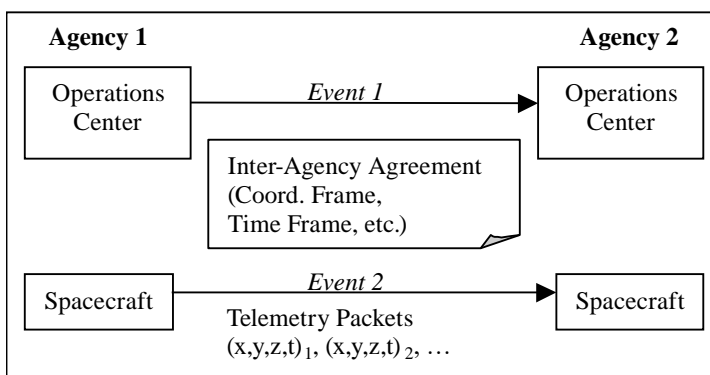 Agency 1
Agency 2
Operations
Center
Event 1
Operations
Center
Inter-Agency Agreement
(Coord. Frame,
Time Frame, etc.)
Spacecraft
Event 2
Spacecraft
Telemetry Packets
(x,y,z,t)1, (x,y,z,t) 2, …